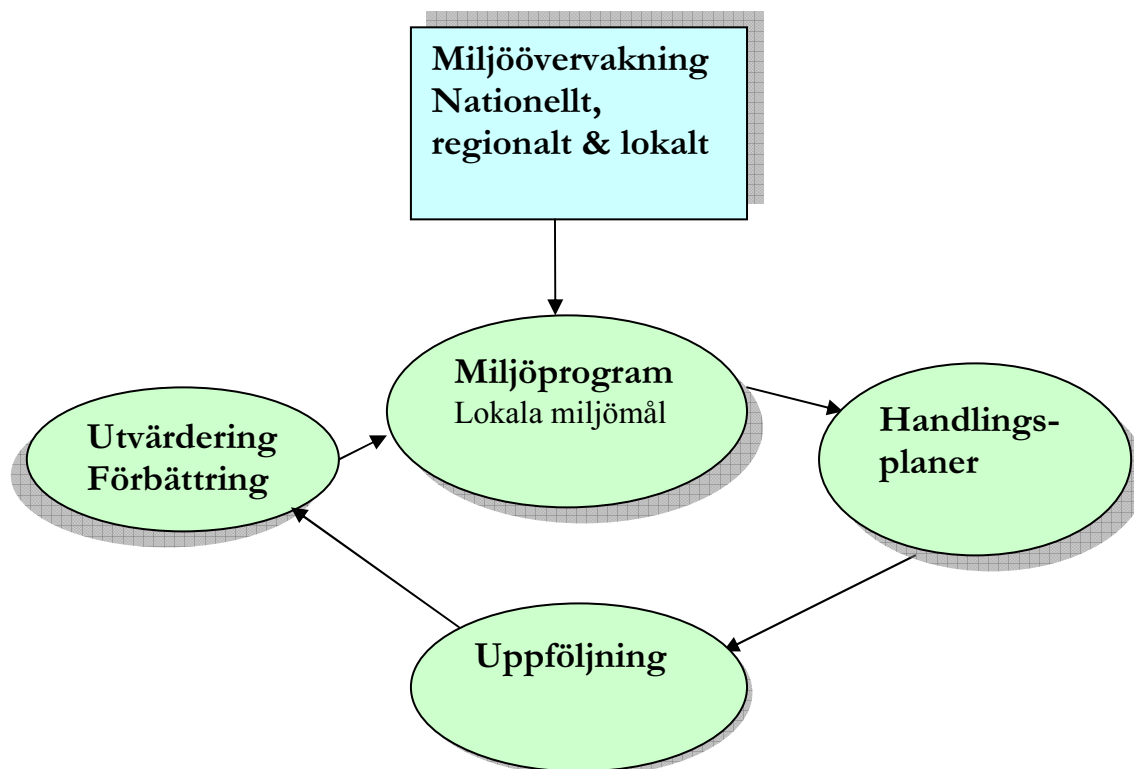 Miljöövervakning
Nationellt,
regionalt & lokalt
Miljöprogram
Lokala miljömål
Handlings-
planer
Utvärdering
Förbättring
Uppföljning